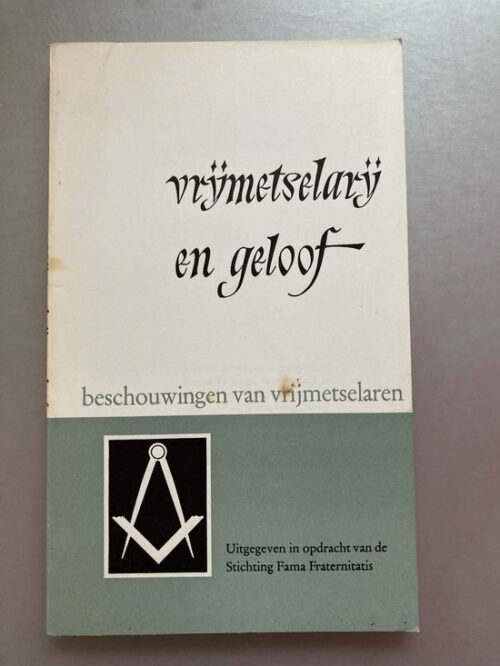 vrijmetselarij
en geloof
beschouwingen van vrijmetselaren
Uitgegeven in opdracht van de
Stichting Fama Fraternitatis